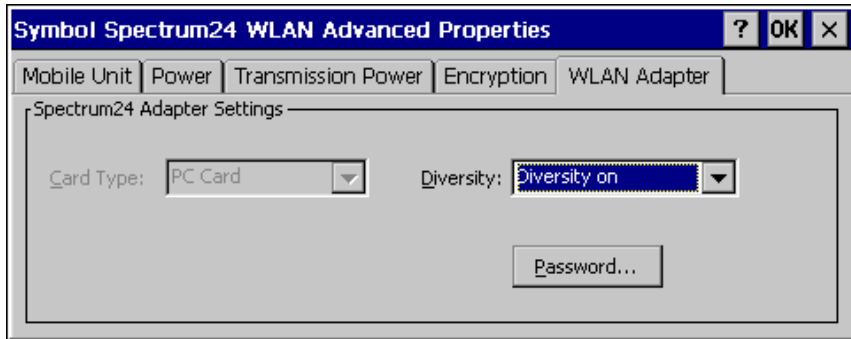 Symbol Spectrum24 WLAN Advanced Properties ? OK ×
Mobile Unit Power Transmission Power Encryption WLAN Adapter
Spectrum24 Adapter Settings
Card Type: PC Card Diversity: Diversity on
Password...